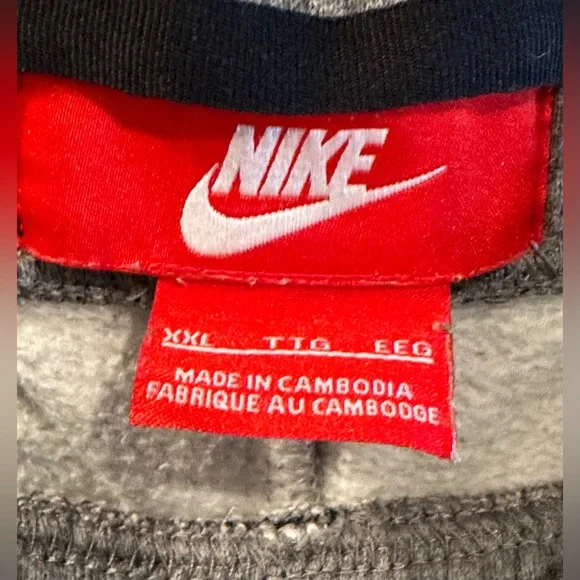 NIKE
XXL TTG EEG
MADE IN CAMBODIA
FABRIQUE AU CAMBODGE